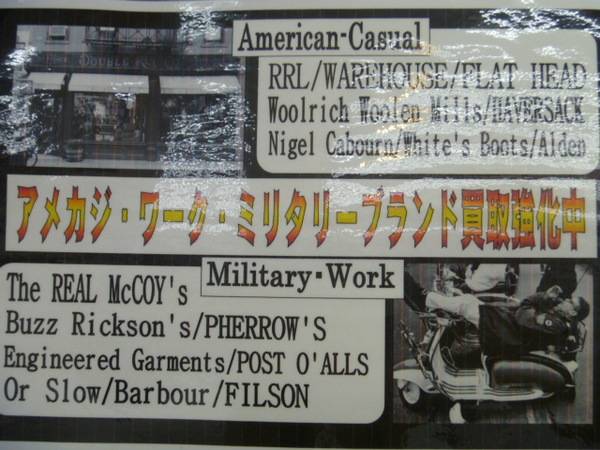 DOUBLE RL
American-Casual
RRL/WAREHOUSE/FLAT HEAD
Woolrich Woolen Mills/HAVERSACK
Nigel Cabourn/White's Boots/Alden
アメカジ・ワーク・ミリタリーブランド買取強化中
Military・Work
The REAL McCOY's
Buzz Rickson's/PHERROW'S
Engineered Garments/POST O'ALLS
Or Slow/Barbour/FILSON